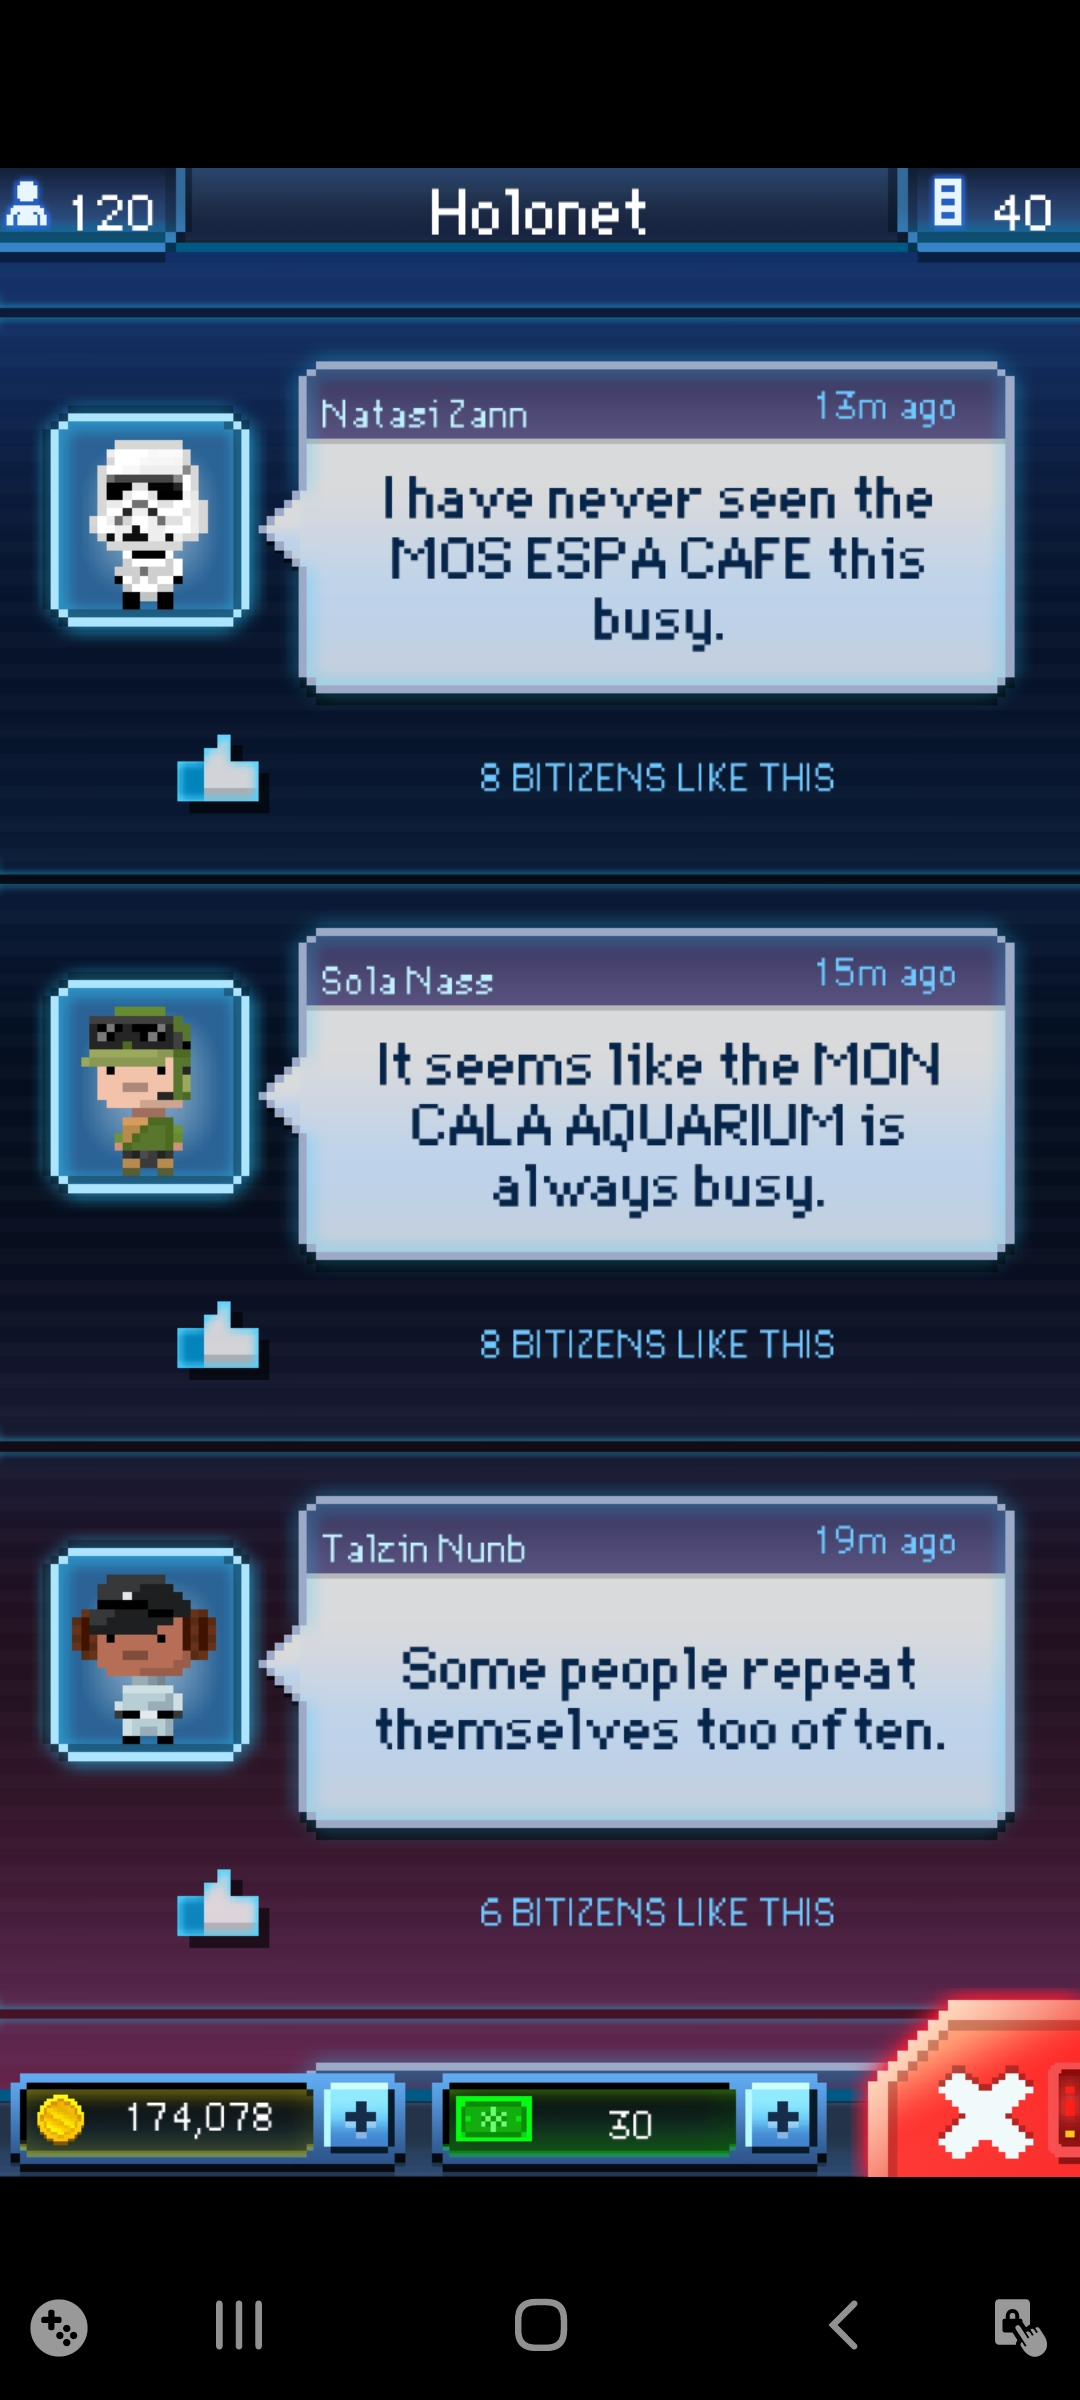 120
Holonet
40
Natasi Zann
13m ago
I have never seen the
MOS ESPA CAFE this
busy.
8 BITIZENS LIKE THIS
Sola Nass
15m ago
It seems like the MON
CALA AQUARIUM is
always busy.
8 BITIZENS LIKE THIS
Talzin Nunb
19m ago
Some people repeat
themselves too often.
6 BITIZENS LIKE THIS
174,078
30